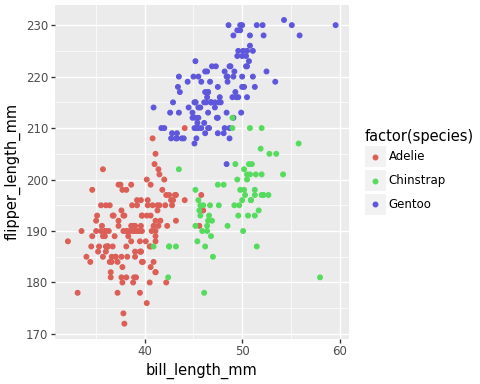 230
220
210
200
190
180
170
40
50
60
bill_length_mm
flipper_length_mm
factor(species)
Adelie
Chinstrap
Gentoo